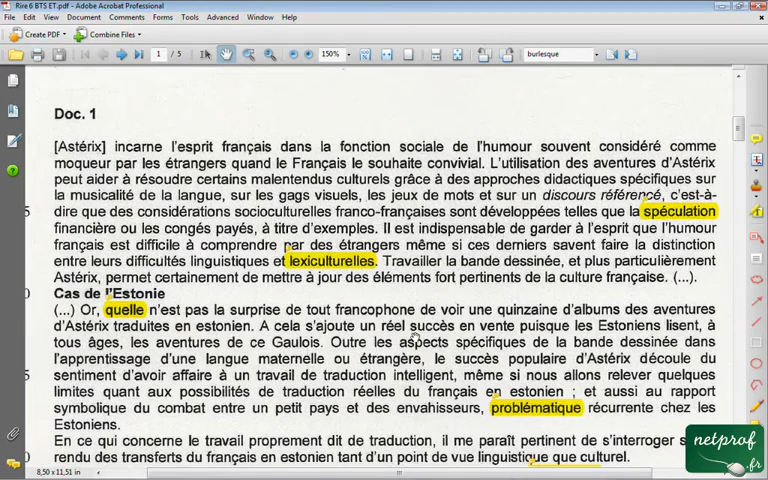 Rire 6 BTS ET.pdf - Adobe Acrobat Professional
File Edit View Document Comments Forms Tools Advanced Window Help
Create PDF Combine Files
1 / 5 150% burlesque
Doc. 1
[Astérix] incarne l'esprit français dans la fonction sociale de l'humour souvent considéré comme
moqueur par les étrangers quand le Français le souhaite convivial. L'utilisation des aventures d'Astérix
peut aider à résoudre certains malentendus culturels grâce à des approches didactiques spécifiques sur
la musicalité de la langue, sur les gags visuels, les jeux de mots et sur un discours référencé, c'est-à-
5 dire que des considérations socioculturelles franco-françaises sont développées telles que la spéculation
financière ou les congés payés, à titre d'exemples. Il est indispensable de garder à l'esprit que l'humour
français est difficile à comprendre par des étrangers même si ces derniers savent faire la distinction
entre leurs difficultés linguistiques et lexiculturelles. Travailler la bande dessinée, et plus particulièrement
Astérix, permet certainement de mettre à jour des éléments fort pertinents de la culture française. (...).
0 Cas de l'Estonie
(...) Or, quelle n'est pas la surprise de tout francophone de voir une quinzaine d'albums des aventures
d'Astérix traduites en estonien. A cela s'ajoute un réel succès en vente puisque les Estoniens lisent, à
tous âges, les aventures de ce Gaulois. Outre les aspects spécifiques de la bande dessinée dans
l'apprentissage d'une langue maternelle ou étrangère, le succès populaire d'Astérix découle du
5 sentiment d'avoir affaire à un travail de traduction intelligent, même si nous allons relever quelques
limites quant aux possibilités de traduction réelles du français en estonien ; et aussi au rapport
symbolique du combat entre un petit pays et des envahisseurs, problématique récurrente chez les
Estoniens.
En ce qui concerne le travail proprement dit de traduction, il me paraît pertinent de s'interroger
0 rendu des transferts du français en estonien tant d'un point de vue linguistique que culturel.
8,50 x 11,51 in
netprof
.fr